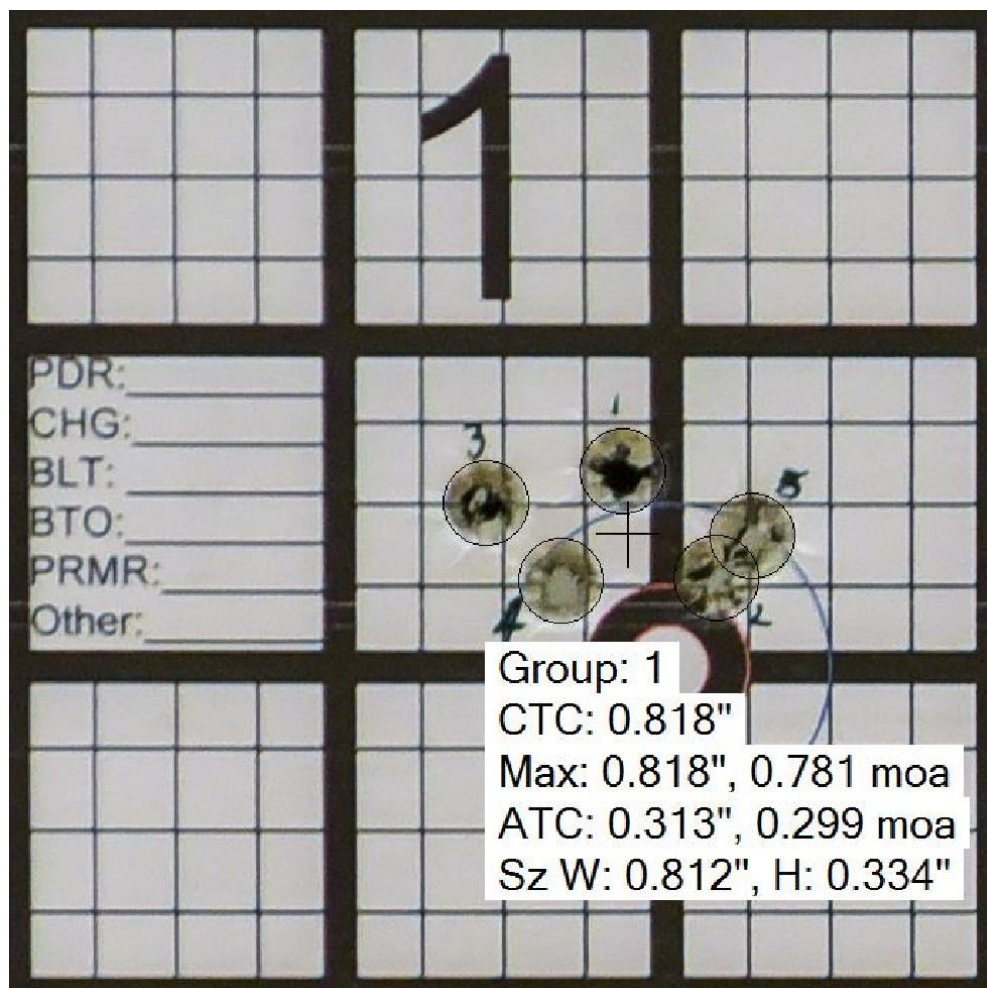 1
PDR:
CHG:
BLT:
BTO:
PRMR:
Other:
1
3
5
4
2
Group: 1
CTC: 0.818"
Max: 0.818", 0.781 moa
ATC: 0.313", 0.299 moa
Sz W: 0.812", H: 0.334"